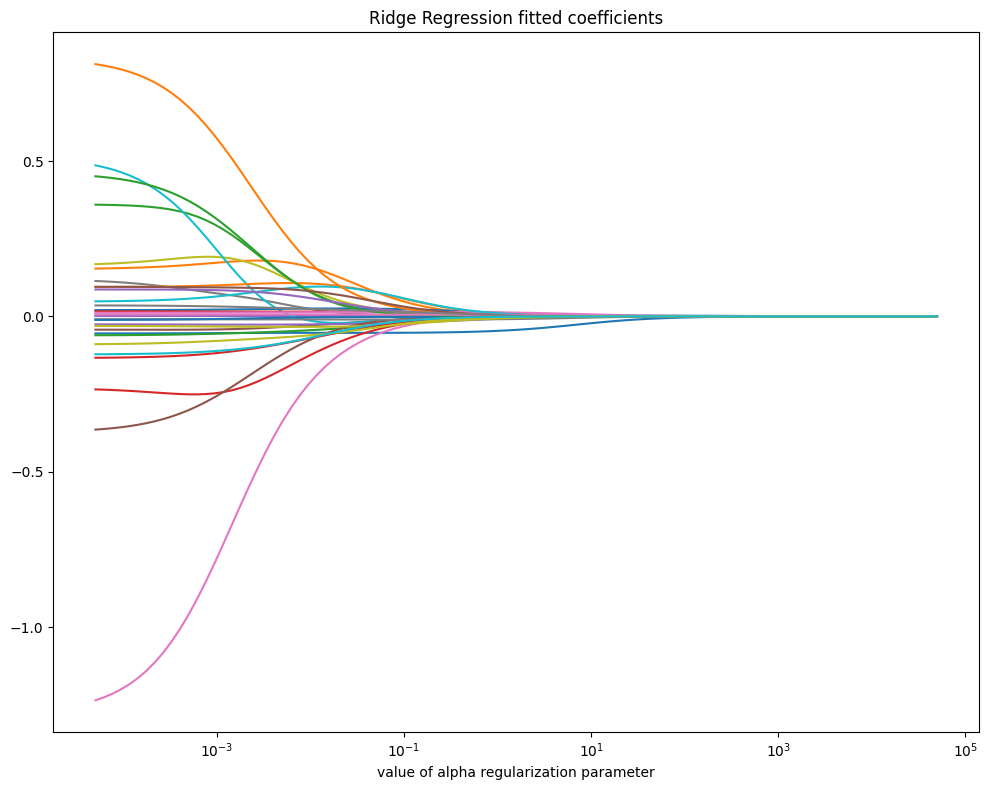 Ridge Regression fitted coefficients
0.5
0.0
−0.5
−1.0
10⁻³ 10⁻¹ 10¹ 10³ 10⁵
value of alpha regularization parameter